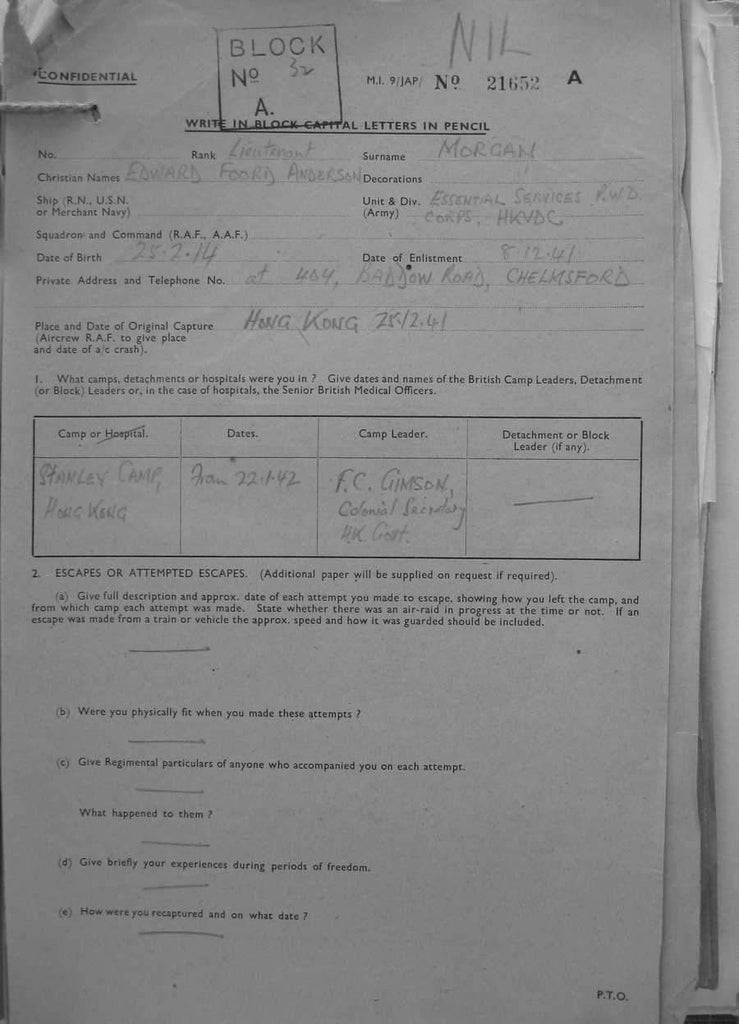 NIL
BLOCK
No 32
A.
CONFIDENTIAL
M.I. 9/JAP/ No 21652 A
WRITE IN BLOCK CAPITAL LETTERS IN PENCIL
No. Rank Lieutenant Surname MORGAN
Christian Names EDWARD FOORD ANDERSON Decorations
Ship (R.N., U.S.N. or Merchant Navy)
Unit & Div. (Army) ESSENTIAL SERVICES P.W.D. CORPS, HKVDC
Squadron and Command (R.A.F., A.A.F.)
Date of Birth 25.2.14 Date of Enlistment 8.12.41
Private Address and Telephone No. at 404, BADDOW ROAD, CHELMSFORD
Place and Date of Original Capture HONG KONG 25/12.41
(Aircrew R.A.F. to give place
and date of a/c crash).
1. What camps, detachments or hospitals were you in ? Give dates and names of the British Camp Leaders, Detachment
(or Block) Leaders or, in the case of hospitals, the Senior British Medical Officers.
Camp or Hospital. Dates. Camp Leader. Detachment or Block Leader (if any).
STANLEY CAMP, From 22.1.42 F.C. GIMSON,
HONG KONG Colonial Secretary
H.K. Govt.
2. ESCAPES OR ATTEMPTED ESCAPES. (Additional paper will be supplied on request if required).
(a) Give full description and approx. date of each attempt you made to escape, showing how you left the camp, and
from which camp each attempt was made. State whether there was an air-raid in progress at the time or not. If an
escape was made from a train or vehicle the approx. speed and how it was guarded should be included.
(b) Were you physically fit when you made these attempts ?
(c) Give Regimental particulars of anyone who accompanied you on each attempt.
What happened to them ?
(d) Give briefly your experiences during periods of freedom.
(e) How were you recaptured and on what date ?
P.T.O.